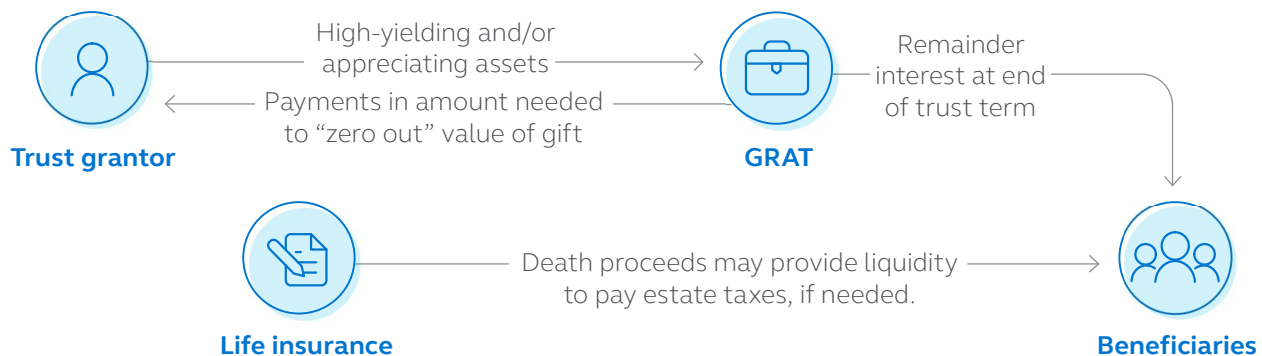 High-yielding and/or
appreciating assets
Payments in amount needed
to “zero out” value of gift
Trust grantor
GRAT
Remainder
interest at end
of trust term
Death proceeds may provide liquidity
to pay estate taxes, if needed.
Life insurance
Beneficiaries